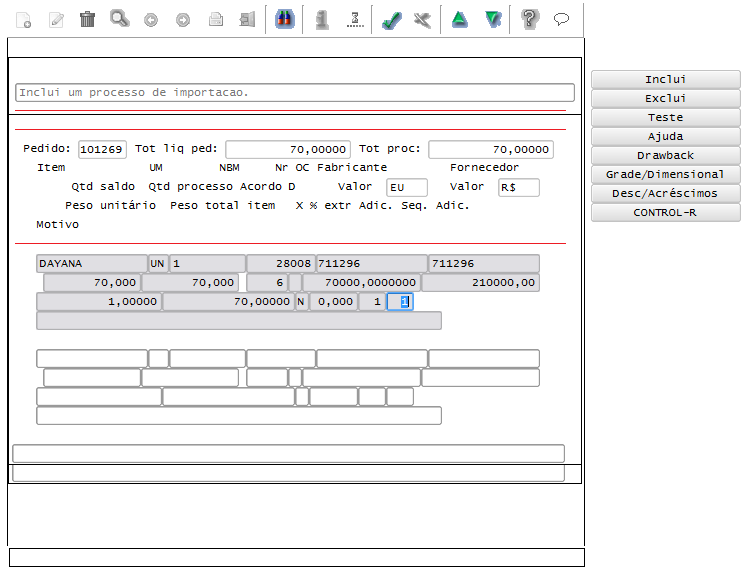 Inclui um processo de importacao.
Inclui
Exclui
Teste
Ajuda
Drawback
Grade/Dimensional
Desc/Acréscimos
CONTROL-R
Pedido: 101269 Tot liq ped: 70,00000 Tot proc: 70,00000
Item UM NBM Nr OC Fabricante Fornecedor
Qtd saldo Qtd processo Acordo D Valor EU Valor R$
Peso unitário Peso total item X % extr Adic. Seq. Adic.
Motivo
DAYANA UN 1 28008 711296 711296
70,000 70,000 6 70000,0000000 210000,00
1,00000 70,00000 N 0,000 1 1